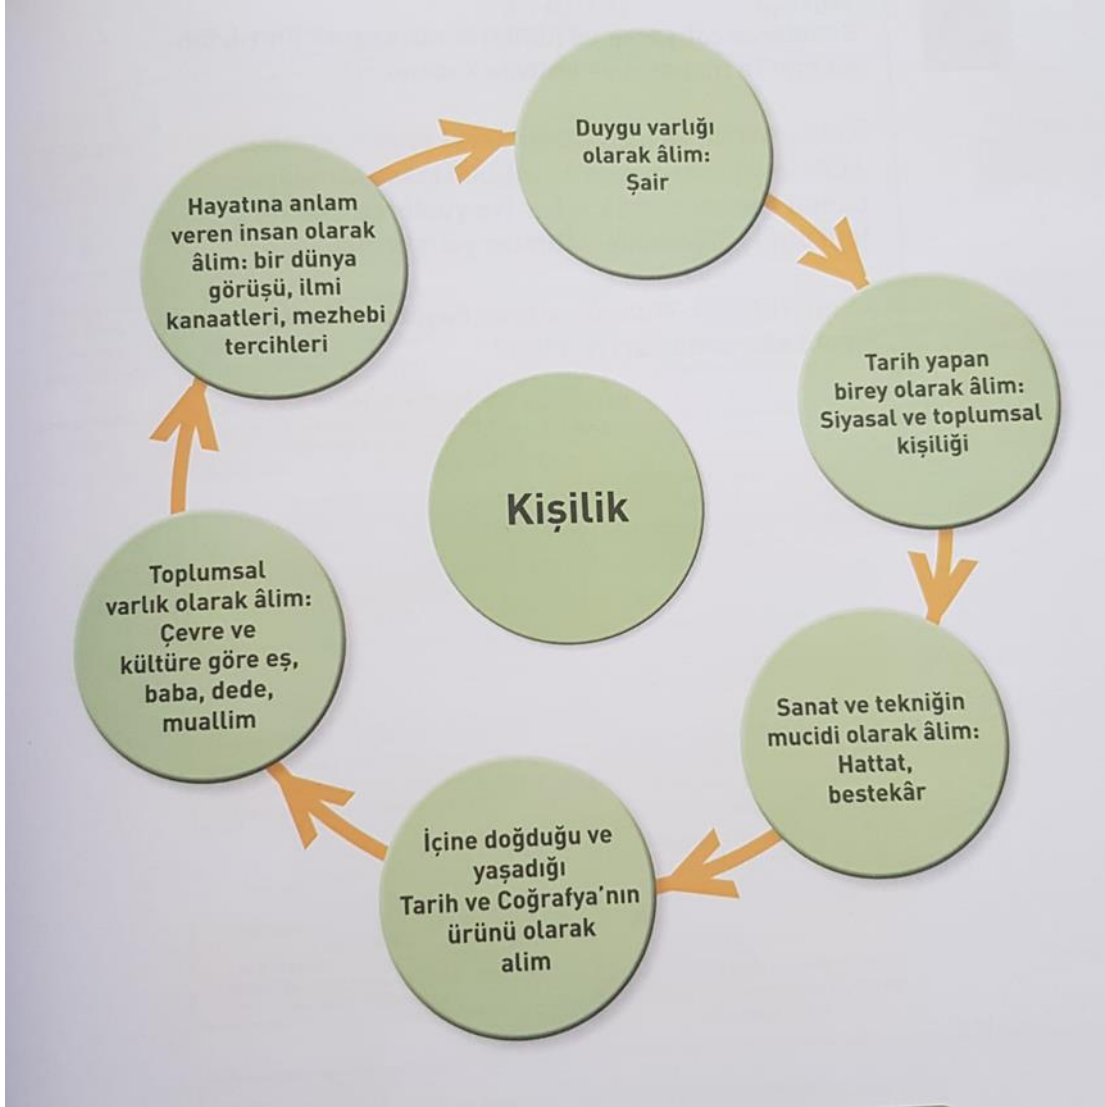 Duygu varlığı
olarak âlim:
Şair
Tarih yapan
birey olarak âlim:
Siyasal ve toplumsal
kişiliği
Sanat ve tekniğin
mucidi olarak âlim:
Hattat,
bestekâr
İçine doğduğu ve
yaşadığı
Tarih ve Coğrafya’nın
ürünü olarak
alim
Toplumsal
varlık olarak âlim:
Çevre ve
kültüre göre eş,
baba, dede,
muallim
Hayatına anlam
veren insan olarak
âlim: bir dünya
görüşü, ilmi
kanaatleri, mezhebi
tercihleri
Kişilik